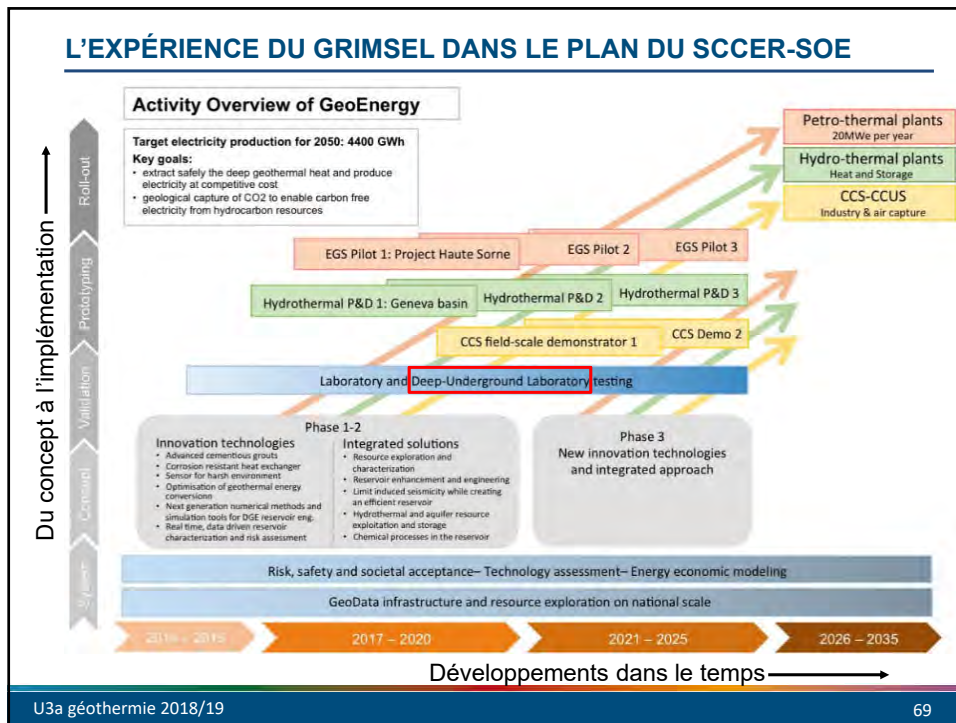 L'EXPÉRIENCE DU GRIMSEL DANS LE PLAN DU SCCER-SOE
Activity Overview of GeoEnergy
Target electricity production for 2050: 4400 GWh
Key goals:
• extract safely the deep geothermal heat and produce
electricity at competitive cost
• geological capture of CO2 to enable carbon free
electricity from hydrocarbon resources
Petro-thermal plants
20MWe per year
Hydro-thermal plants
Heat and Storage
CCS-CCUS
Industry & air capture
Du concept à l'implémentation
Roll-out
Prototyping
Validation
Concept
EGS Pilot 1: Project Haute Sorne
EGS Pilot 2
EGS Pilot 3
Hydrothermal P&D 1: Geneva basin
Hydrothermal P&D 2
Hydrothermal P&D 3
CCS field-scale demonstrator 1
CCS Demo 2
Laboratory and Deep-Underground Laboratory testing
Phase 1-2
Innovation technologies
• Advanced cementious grouts
• Corrosion resistant heat exchanger
• Sensor for harsh environment
• Optimisation of geothermal energy
conversions
• Next generation numerical methods and
simulation tools for DGE reservoir eng.
• Real time, data driven reservoir
characterization and risk assessment
Integrated solutions
• Resource exploration and
characterization
• Reservoir enhancement and engineering
• Limit induced seismicity while creating
an efficient reservoir
• Hydrothermal and aquifer resource
exploitation and storage
• Chemical processes in the reservoir
Phase 3
New innovation technologies
and integrated approach
Risk, safety and societal acceptance– Technology assessment– Energy economic modeling
GeoData infrastructure and resource exploration on national scale
2017 – 2020
2021 – 2025
2026 – 2035
Développements dans le temps
U3a géothermie 2018/19
69